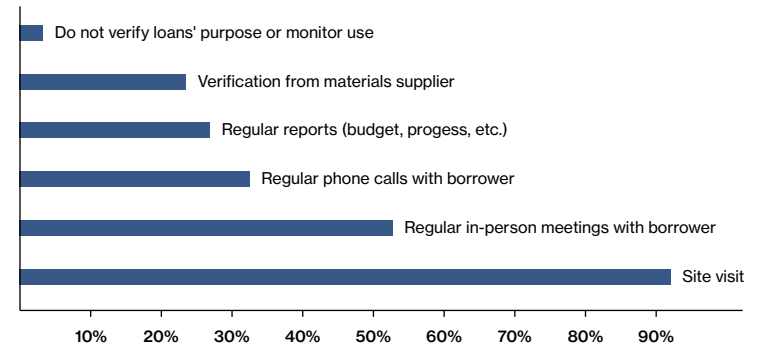 Do not verify loans' purpose or monitor use
Verification from materials supplier
Regular reports (budget, progess, etc.)
Regular phone calls with borrower
Regular in-person meetings with borrower
Site visit
10% 20% 30% 40% 50% 60% 70% 80% 90%